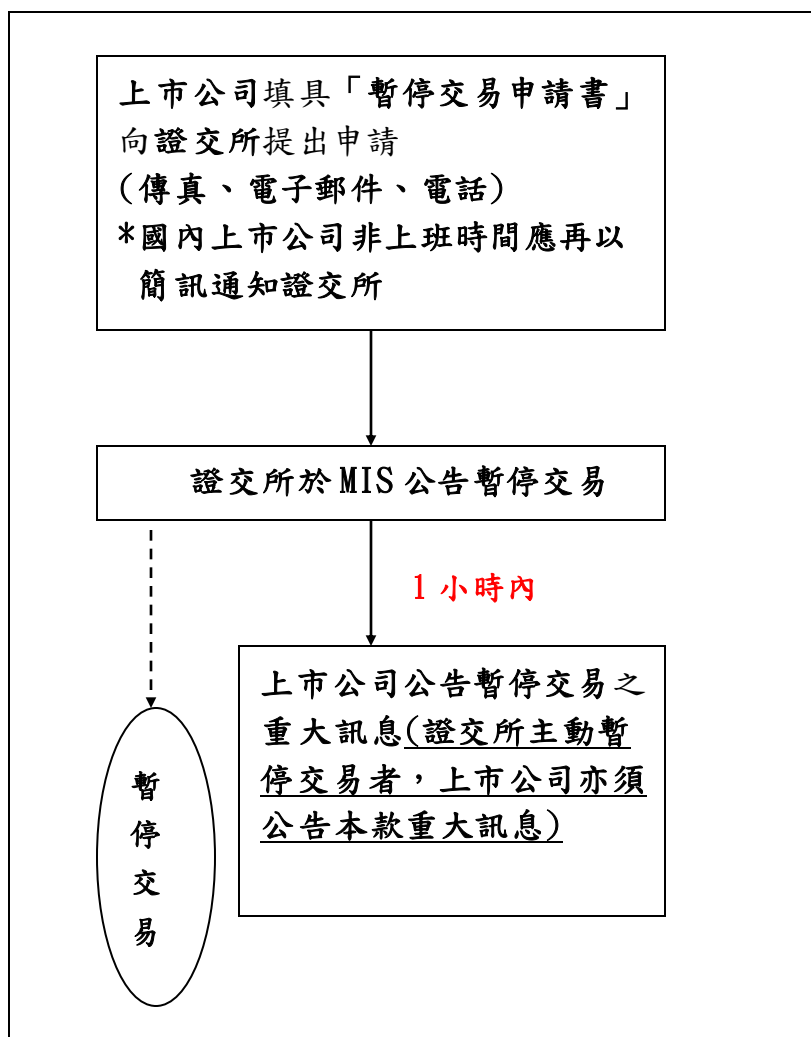 上市公司填具「暫停交易申請書」
向證交所提出申請
(傳真、電子郵件、電話)
*國內上市公司非上班時間應再以
簡訊通知證交所
證交所於 MIS 公告暫停交易
1 小時內
上市公司公告暫停交易之
重大訊息(證交所主動暫
停交易者，上市公司亦須
公告本款重大訊息)
暫
停
交
易